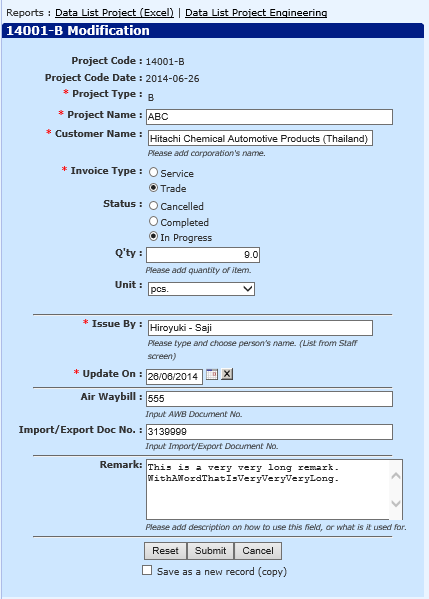 Reports : Data List Project (Excel) | Data List Project Engineering
14001-B Modification
Project Code : 14001-B
Project Code Date : 2014-06-26
* Project Type : B
* Project Name : ABC
* Customer Name : Hitachi Chemical Automotive Products (Thailand)
Please add corporation's name.
* Invoice Type : Service
Trade
Status : Cancelled
Completed
In Progress
Q'ty : 9.0
Please add quantity of item.
Unit : pcs.
* Issue By : Hiroyuki - Saji
Please type and choose person's name. (List from Staff
screen)
* Update On : 26/06/2014 X
Air Waybill : 555
Input AWB Document No.
Import/Export Doc No. : 3139999
Input Import/Export Document No.
Remark: This is a very very long remark.
WithAWordThatIsVeryVeryVeryLong.
Please add description on how to use this field, or what is it used for.
Reset Submit Cancel
Save as a new record (copy)